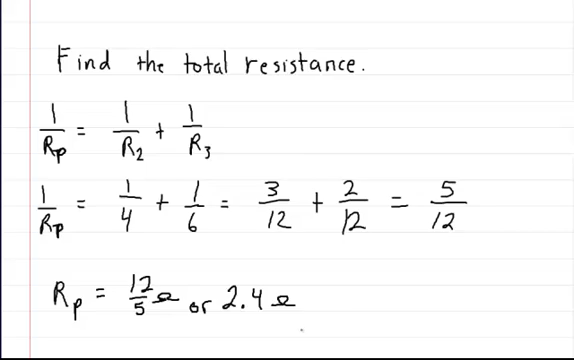 Find the total resistance.
1/Rp = 1/R2 + 1/R3
1/Rp = 1/4 + 1/6 = 3/12 + 2/12 = 5/12
Rp = 12/5 Ω or 2.4 Ω